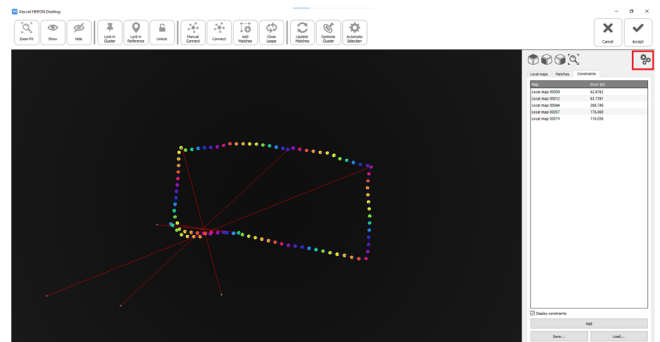 Gexcel HERON Desktop
Zoom Fit
Show
Hide
Lock in Cluster
Lock in Reference
Unlock
Manual Connect
Connect
Add Matches
Close Loops
Update Matches
Optimize Cluster
Automatic Selection
Cancel
Accept
Local maps Matches Constraints
Map Error [m]
Local map 00009
Local map 00012
Local map 00044
Local map 00057
Local map 00074
Display constraints
Add
Save... Load...